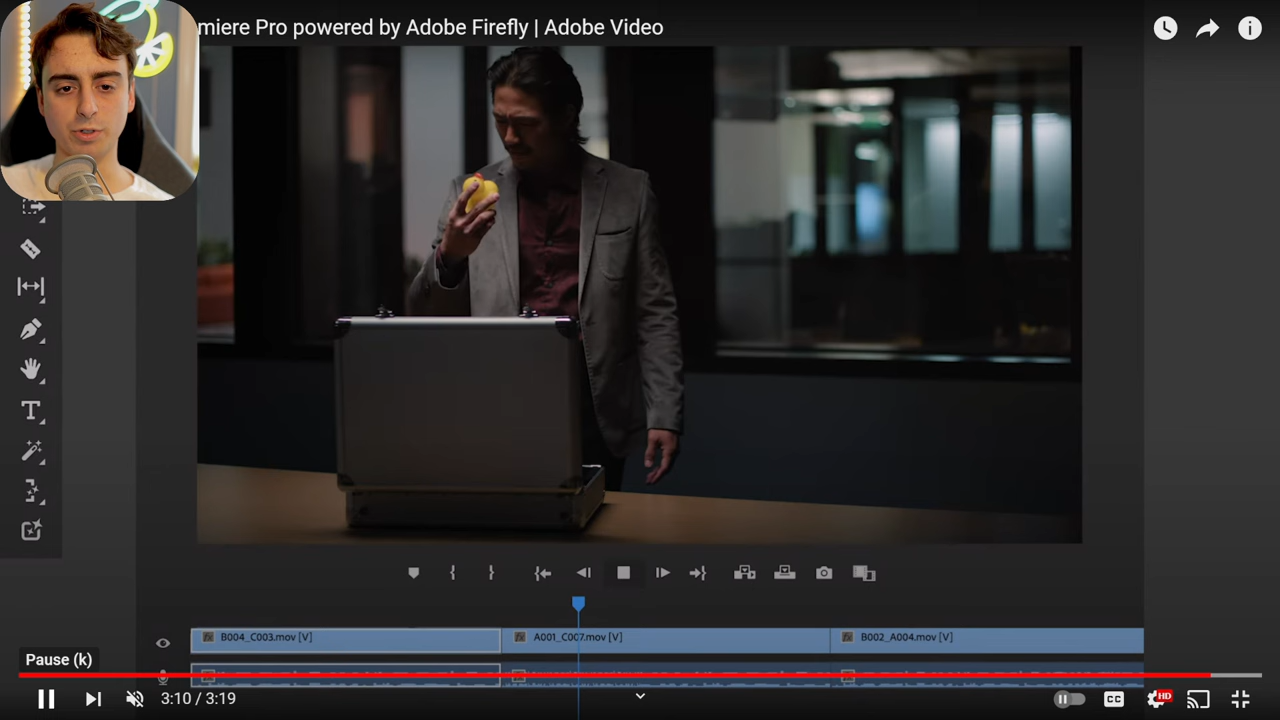 miere Pro powered by Adobe Firefly | Adobe Video
T
B004_C003.mov [V]
A001_C007.mov [V]
B002_A004.mov [V]
Pause (k)
3:10 / 3:19
CC
HD